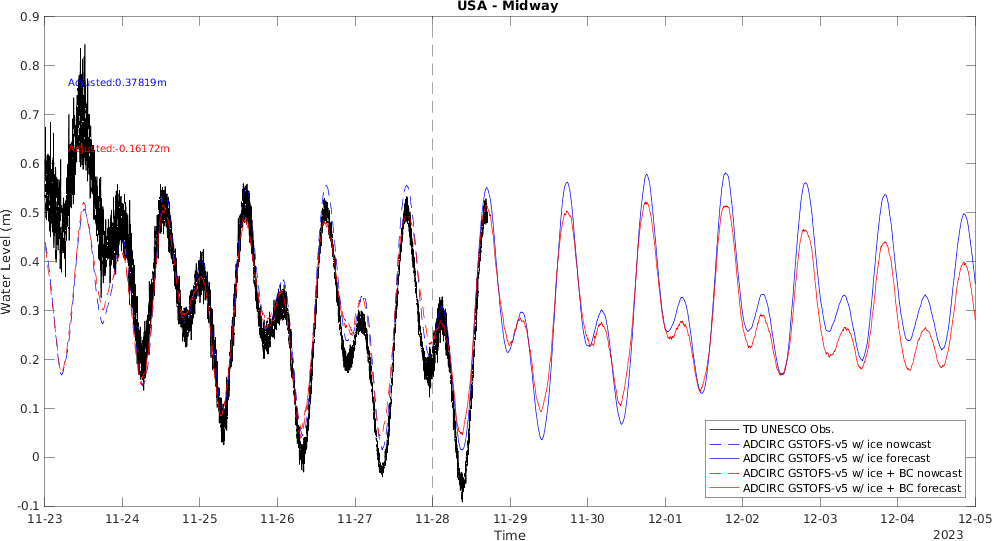 USA - Midway
0.9
0.8
0.7
0.6
0.5
0.4
0.3
0.2
0.1
0
-0.1
Water Level (m)
Adjusted:0.37819m
Adjusted:-0.16172m
TD UNESCO Obs.
ADCIRC GSTOFS-v5 w/ ice nowcast
ADCIRC GSTOFS-v5 w/ ice forecast
ADCIRC GSTOFS-v5 w/ ice + BC nowcast
ADCIRC GSTOFS-v5 w/ ice + BC forecast
11-23 11-24 11-25 11-26 11-27 11-28 11-29 11-30 12-01 12-02 12-03 12-04 12-05
Time
2023